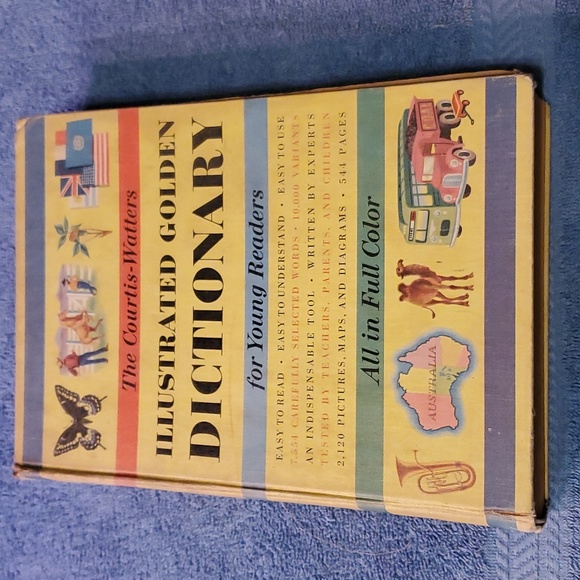 The Courtis-Watters
ILLUSTRATED GOLDEN
DICTIONARY
for Young Readers
EASY TO READ • EASY TO UNDERSTAND • EASY TO USE
7,554 CAREFULLY SELECTED WORDS • 10,000 VARIANTS
AN INDISPENSABLE TOOL • WRITTEN BY EXPERTS
TESTED BY TEACHERS, PARENTS, AND CHILDREN
2,120 PICTURES, MAPS, AND DIAGRAMS • 544 PAGES
All in Full Color
AUSTRALIA